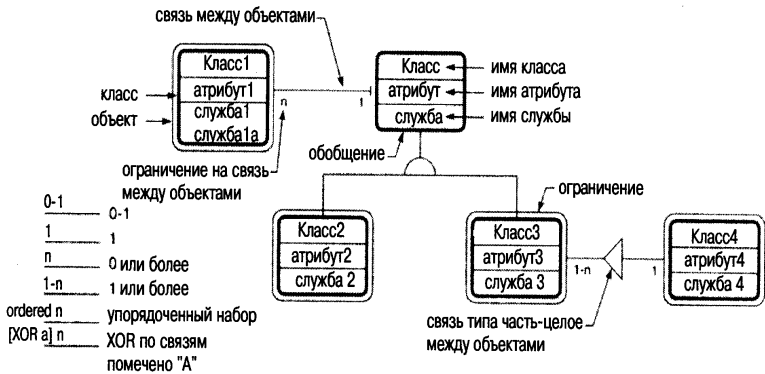 связь между объектами
Класс1
атрибут1
служба1
служба1а
класс
объект
n
1
Класс
атрибут
служба
имя класса
имя атрибута
имя службы
обобщение
ограничение на связь
между объектами
ограничение
Класс2
атрибут2
служба 2
Класс3
атрибут3
служба 3
1-n
1
Класс4
атрибут4
служба 4
связь типа часть-целое
между объектами
0-1 0-1
1 1
n 0 или более
1-n 1 или более
ordered n упорядоченный набор
[XOR a] n XOR по связям
помечено "А"